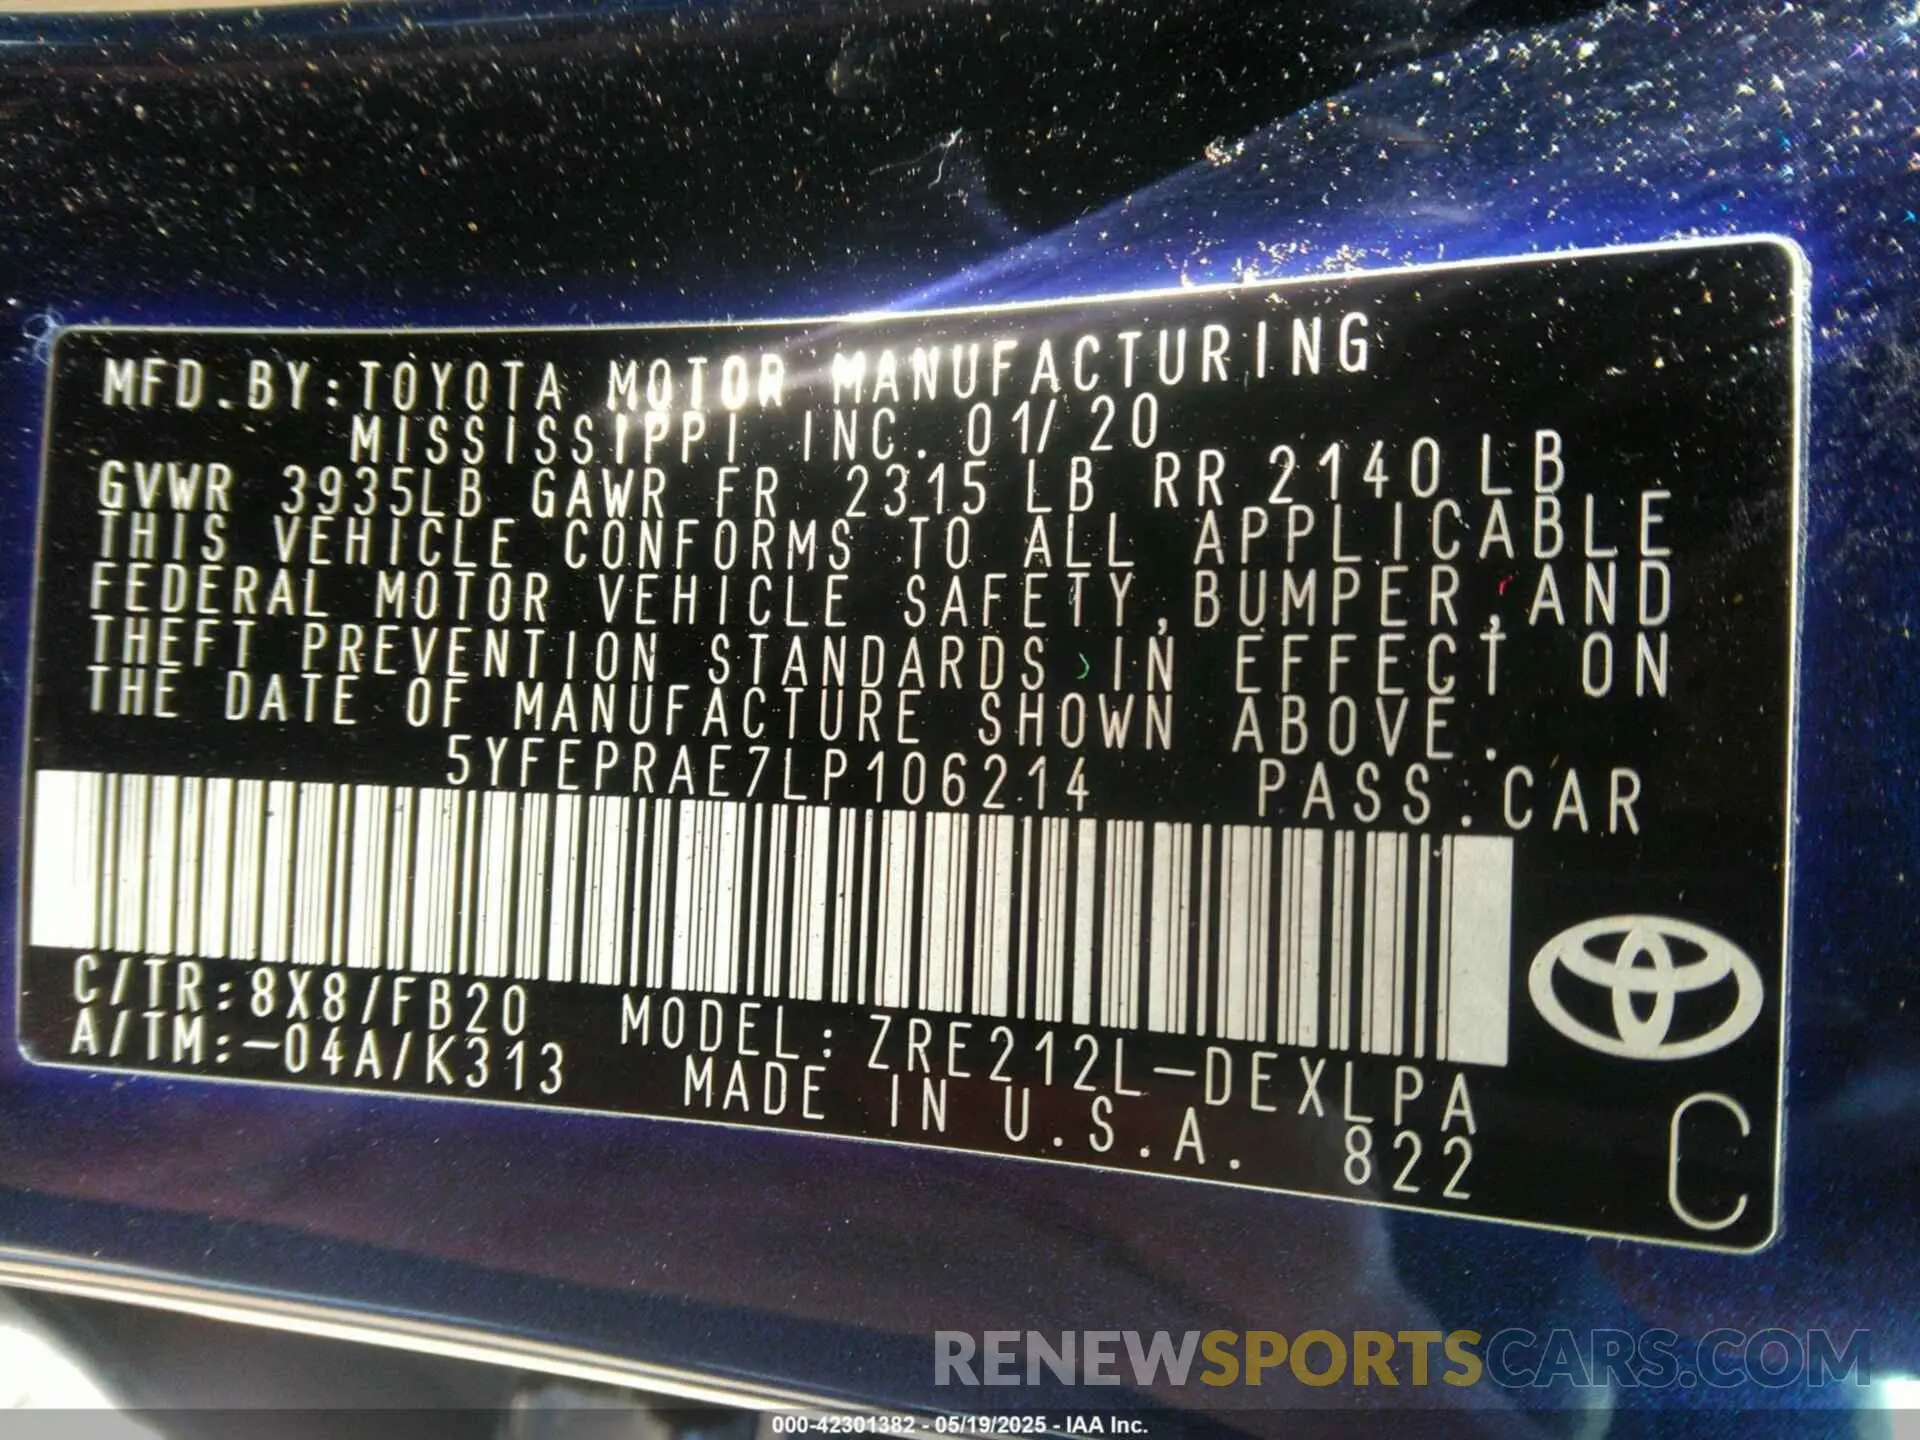 MFD.BY:TOYOTA MOTOR MANUFACTURING
MISSISSIPPI INC. 01/20
GVWR 3935LB GAWR FR 2315LB RR 2140LB
THIS VEHICLE CONFORMS TO ALL APPLICABLE
FEDERAL MOTOR VEHICLE SAFETY,BUMPER,AND
THEFT PREVENTION STANDARDS IN EFFECT ON
THE DATE OF MANUFACTURE SHOWN ABOVE.
5YFEPRAE7LP106214 PASS.CAR
C/TR:8X8/FB20 MODEL:ZRE212L-DEXLPA
A/TM:-04A/K313 MADE IN U.S.A. 822
C
RENEWSPORTSCARS.COM
000-42301382 - 05/19/2025 - IAA Inc.